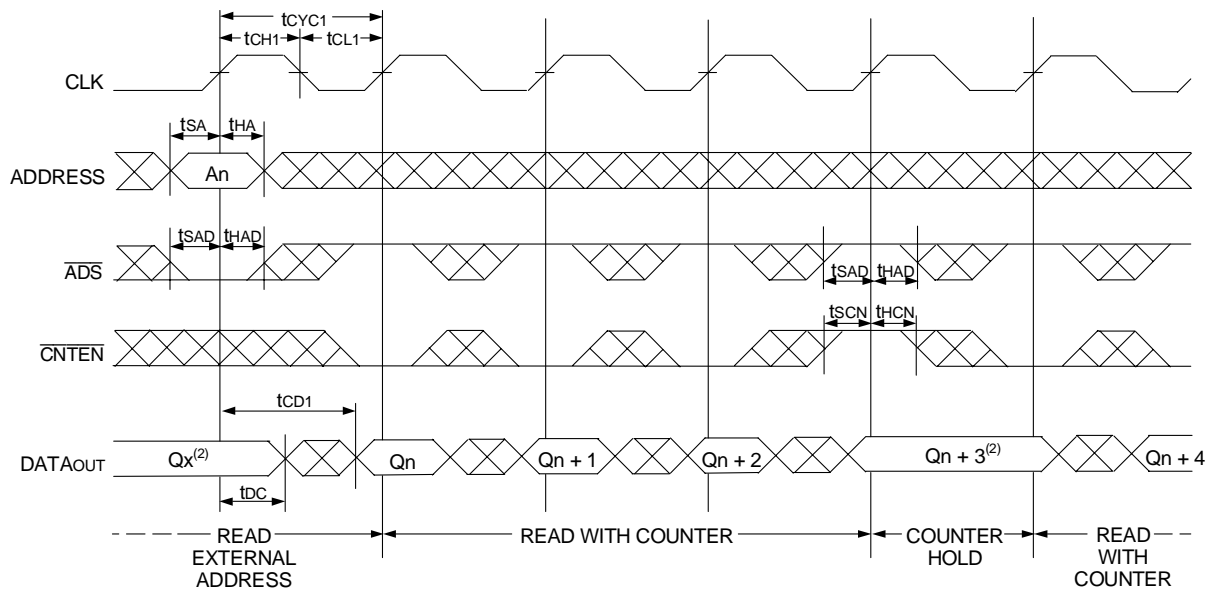 tCYC1
tCH1 tCL1
CLK
tSA tHA
ADDRESS An
tSAD tHAD
ADS
tSAD tHAD
tSCN tHCN
CNTEN
tCD1
DATAOUT Qx(2) Qn Qn + 1 Qn + 2 Qn + 3(2) Qn + 4
tDC
READ EXTERNAL ADDRESS
READ WITH COUNTER
COUNTER HOLD
READ WITH COUNTER